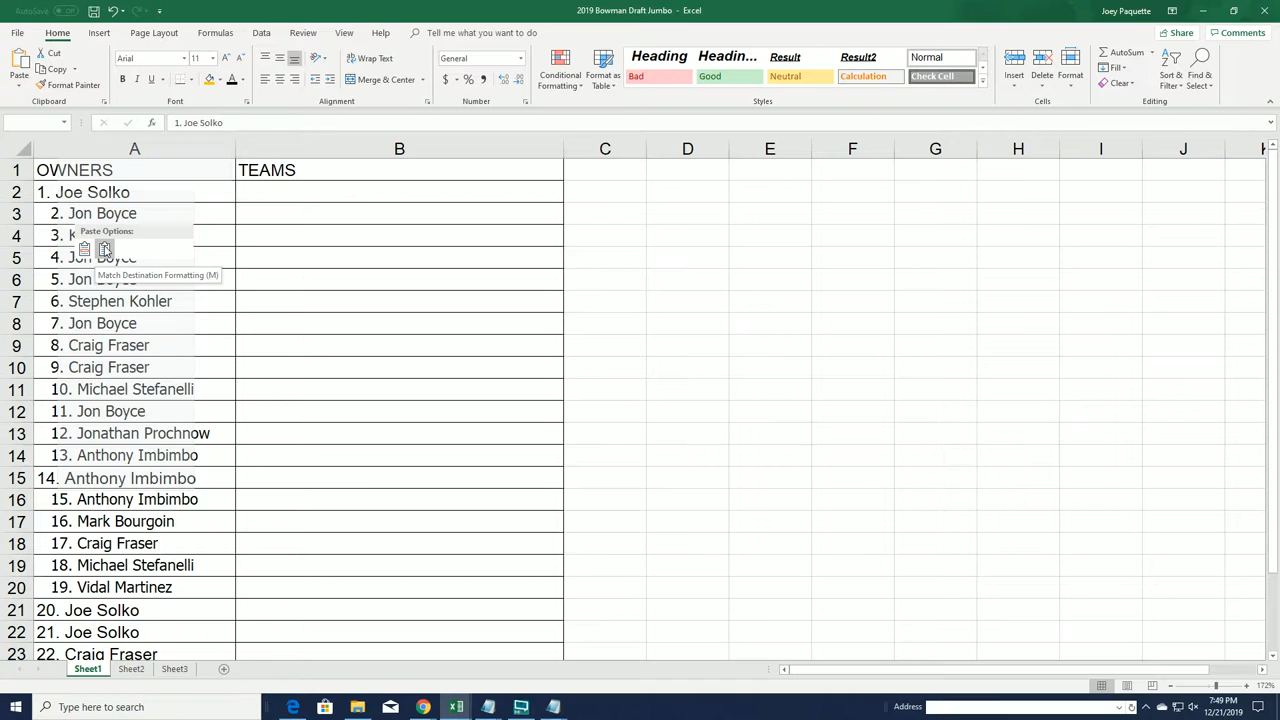 AutoSave Off 2019 Bowman Draft Jumbo - Excel Joey Paquette
File Home Insert Page Layout Formulas Data Review View Help Tell me what you want to do Share Comments
Paste Cut Copy Format Painter Clipboard
Arial 11 B I U Font
Wrap Text Merge & Center Alignment
General $ % Number
Conditional Formatting Format as Table
Heading Headin... Result Result2 Normal
Bad Good Neutral Calculation Check Cell
Styles
Insert Delete Format Cells
AutoSum Fill Clear Sort & Filter Find & Select Editing
fx 1. Joe Solko
A B C D E F G H I J
1 OWNERS TEAMS
2 1. Joe Solko
3 2. Jon Boyce
Paste Options:
4 3.
5 4. Jon Boyce
Match Destination Formatting (M)
6 5. Jon Boyce
7 6. Stephen Kohler
8 7. Jon Boyce
9 8. Craig Fraser
10 9. Craig Fraser
11 10. Michael Stefanelli
12 11. Jon Boyce
13 12. Jonathan Prochnow
14 13. Anthony Imbimbo
15 14. Anthony Imbimbo
16 15. Anthony Imbimbo
17 16. Mark Bourgoin
18 17. Craig Fraser
19 18. Michael Stefanelli
20 19. Vidal Martinez
21 20. Joe Solko
22 21. Joe Solko
23 22. Craig Fraser
Sheet1 Sheet2 Sheet3
172%
Type here to search Address 7:49 PM
12/21/2019